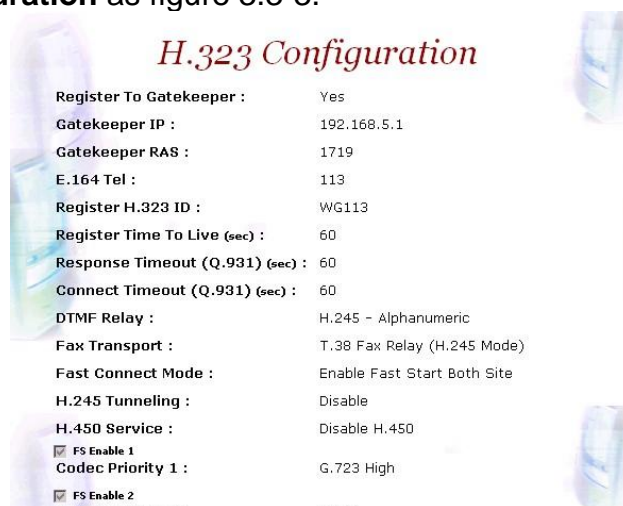 uration as figure
H.323 Configuration
Register To Gatekeeper : Yes
Gatekeeper IP : 192.168.5.1
Gatekeeper RAS : 1719
E.164 Tel : 113
Register H.323 ID : WG113
Register Time To Live (sec) : 60
Response Timeout (Q.931) (sec) : 60
Connect Timeout (Q.931) (sec) : 60
DTMF Relay : H.245 - Alphanumeric
Fax Transport : T.38 Fax Relay (H.245 Mode)
Fast Connect Mode : Enable Fast Start Both Site
H.245 Tunneling : Disable
H.450 Service : Disable H.450
FS Enable 1
Codec Priority 1 : G.723 High
FS Enable 2